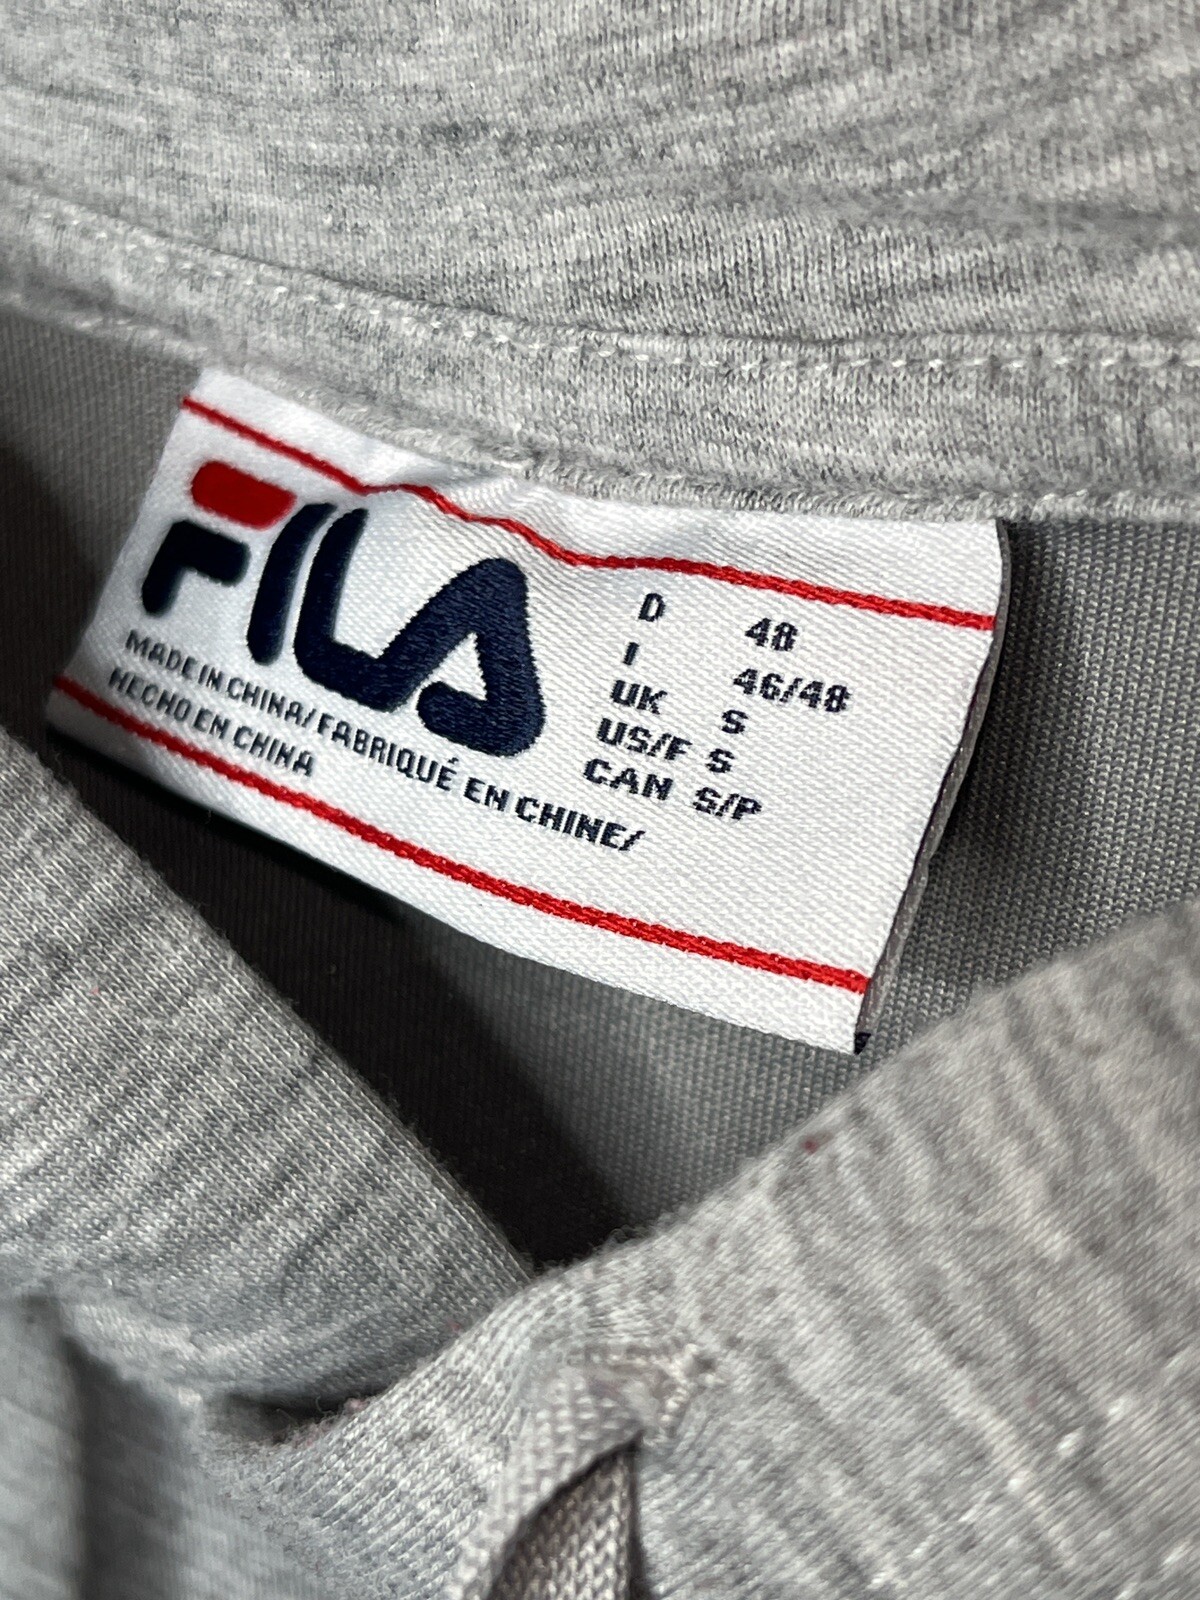 FILA
MADE IN CHINA/FABRIQUÉ EN CHINE/
HECHO EN CHINA
D 48
I 46/48
UK S
US/F S
CAN S/P